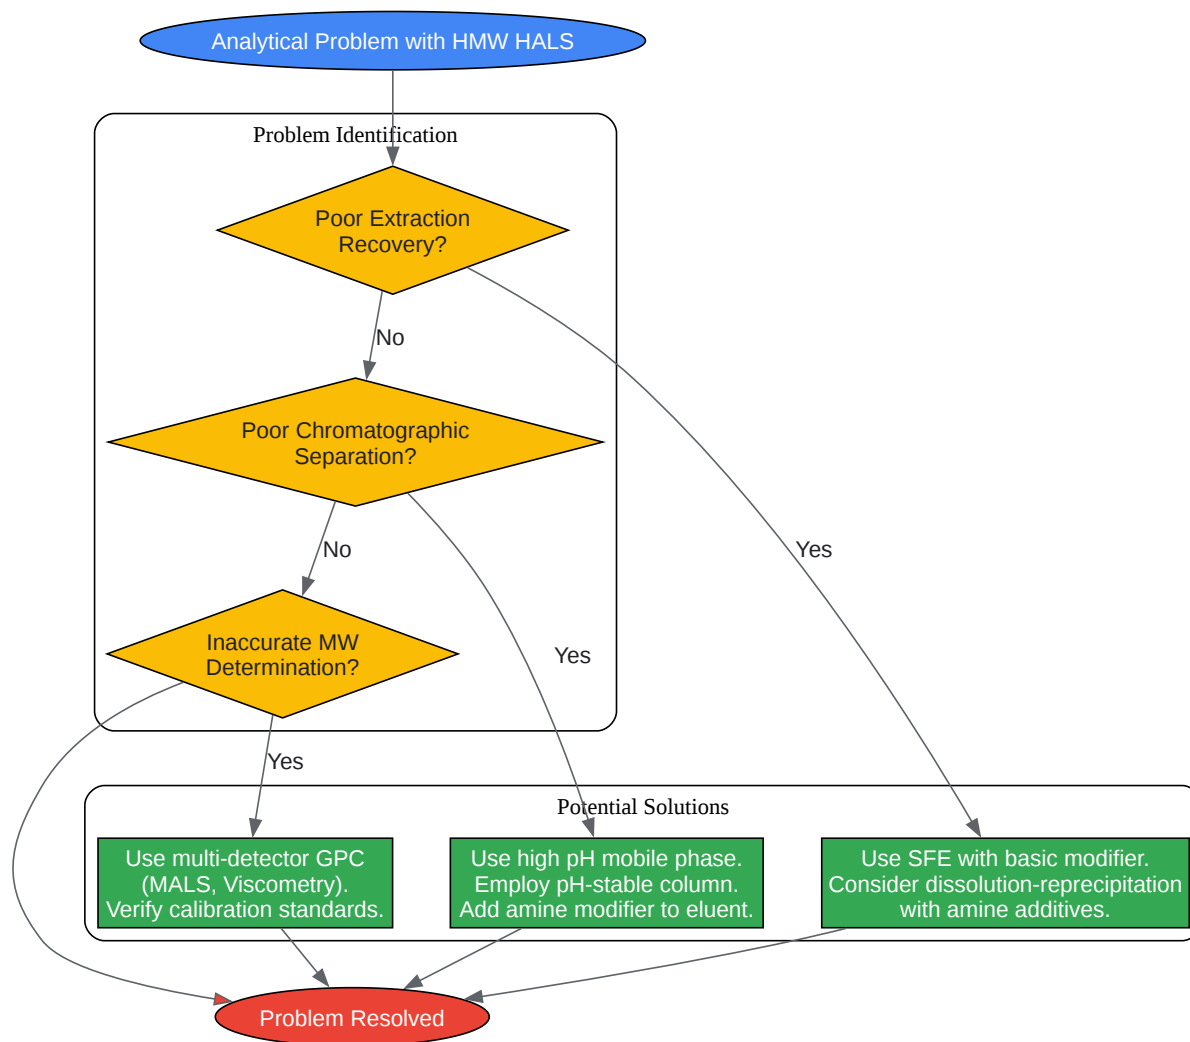 Analytical Problem with HMW HALS
Problem Identification
Poor Extraction
Recovery?
No
Poor Chromatographic
Separation?
No
Yes
Inaccurate MW
Determination?
Yes
Yes
Potential Solutions
Use multi-detector GPC
(MALS, Viscometry).
Verify calibration standards.
Use high pH mobile phase.
Employ pH-stable column.
Add amine modifier to eluent.
Use SFE with basic modifier.
Consider dissolution-reprecipitation
with amine additives.
Problem Resolved